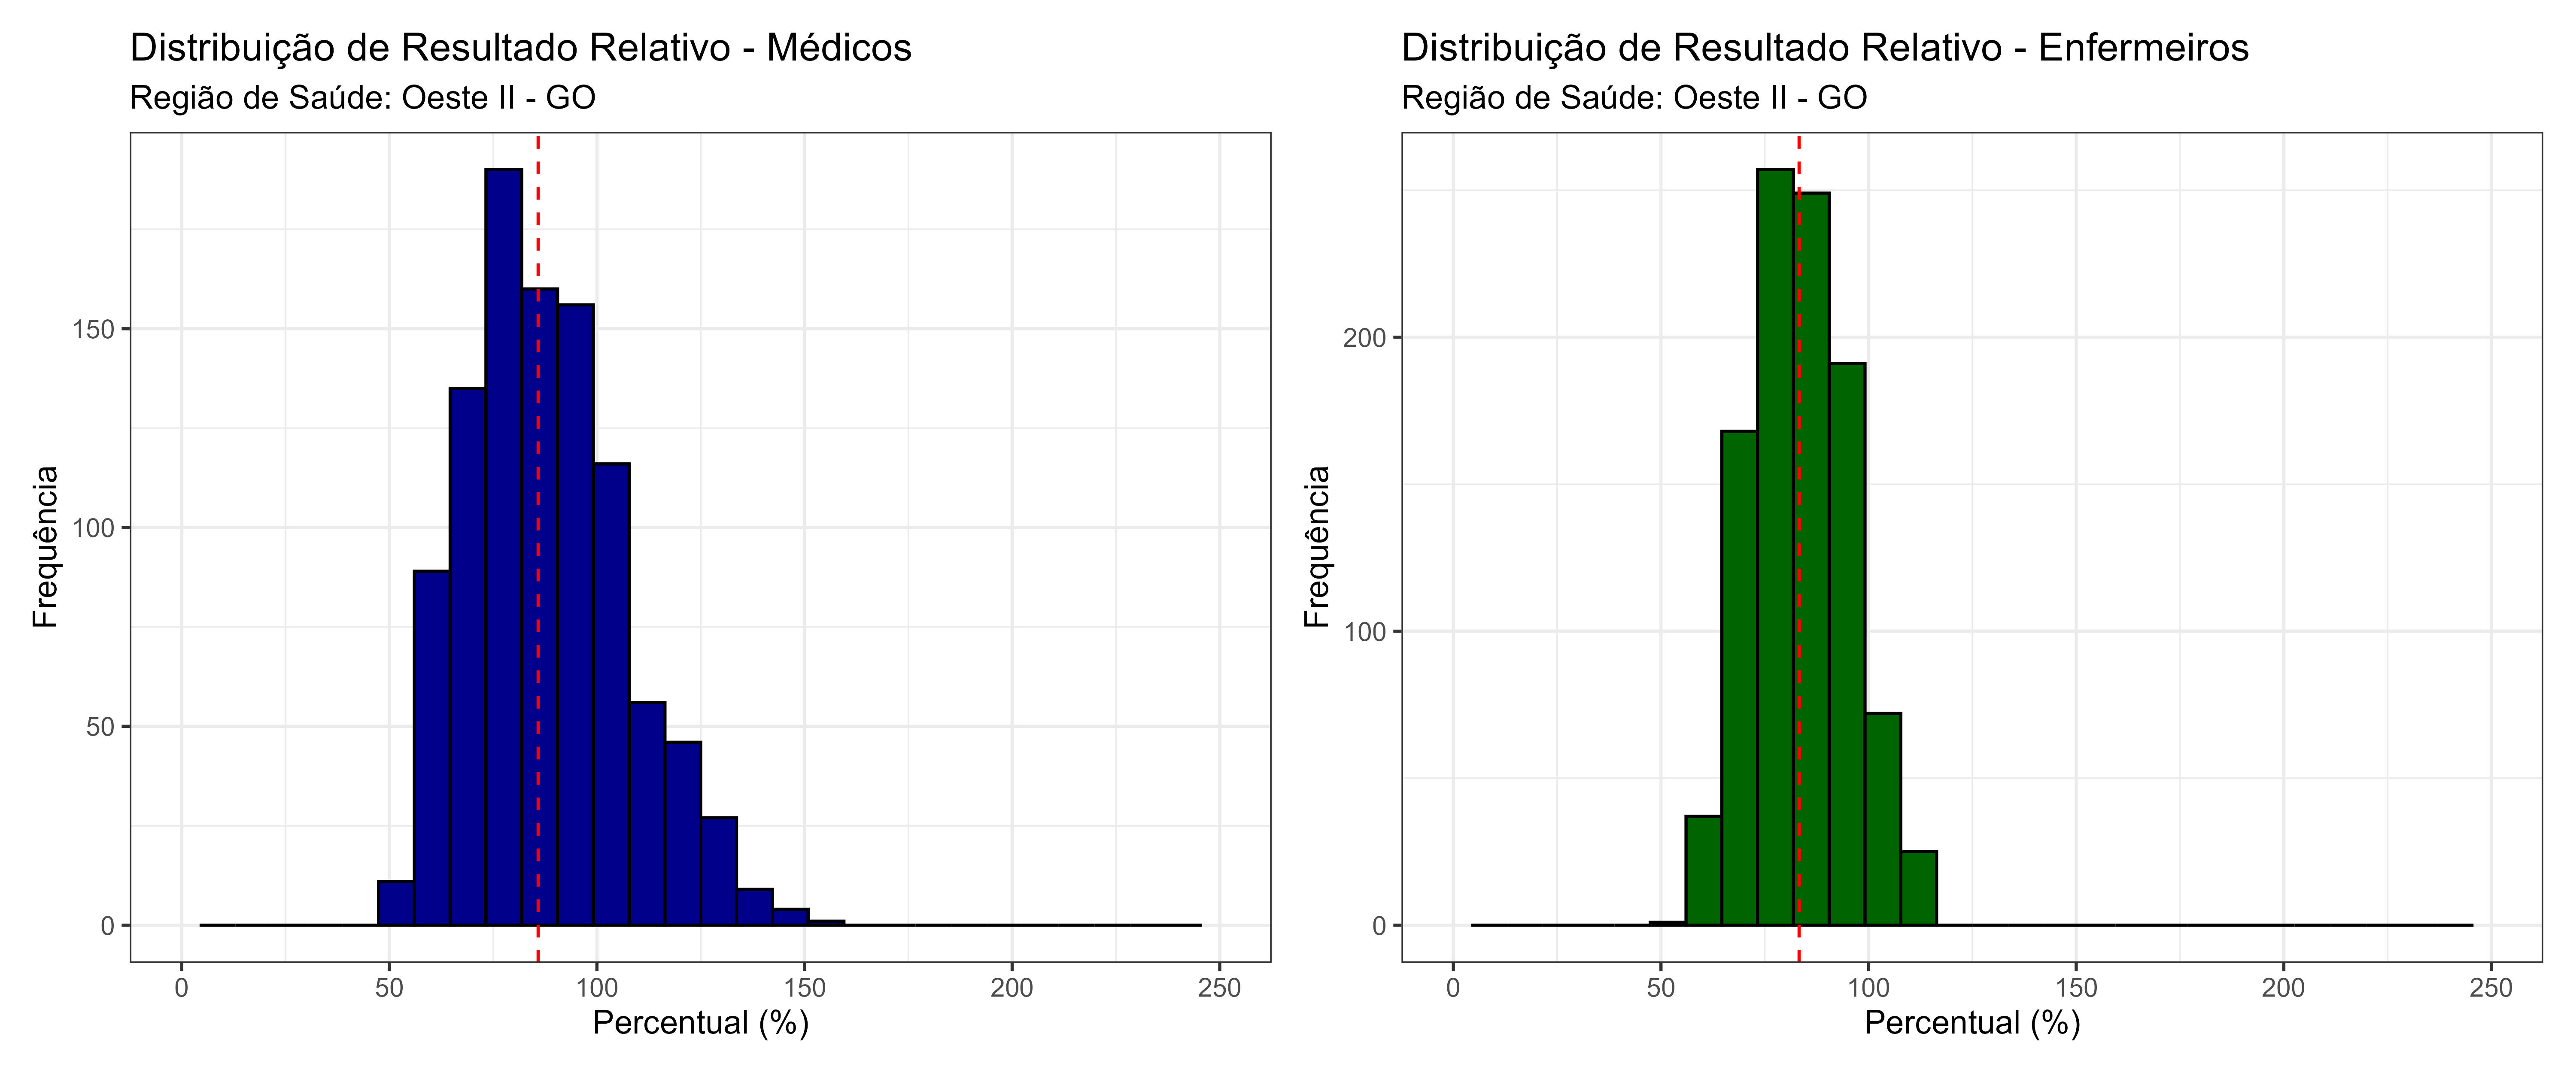 Distribuição de Resultado Relativo - Médicos
Região de Saúde: Oeste II - GO
Frequência
150
100
50
0
0 50 100 150 200 250
Percentual (%)
Distribuição de Resultado Relativo - Enfermeiros
Região de Saúde: Oeste II - GO
Frequência
200
100
0
0 50 100 150 200 250
Percentual (%)